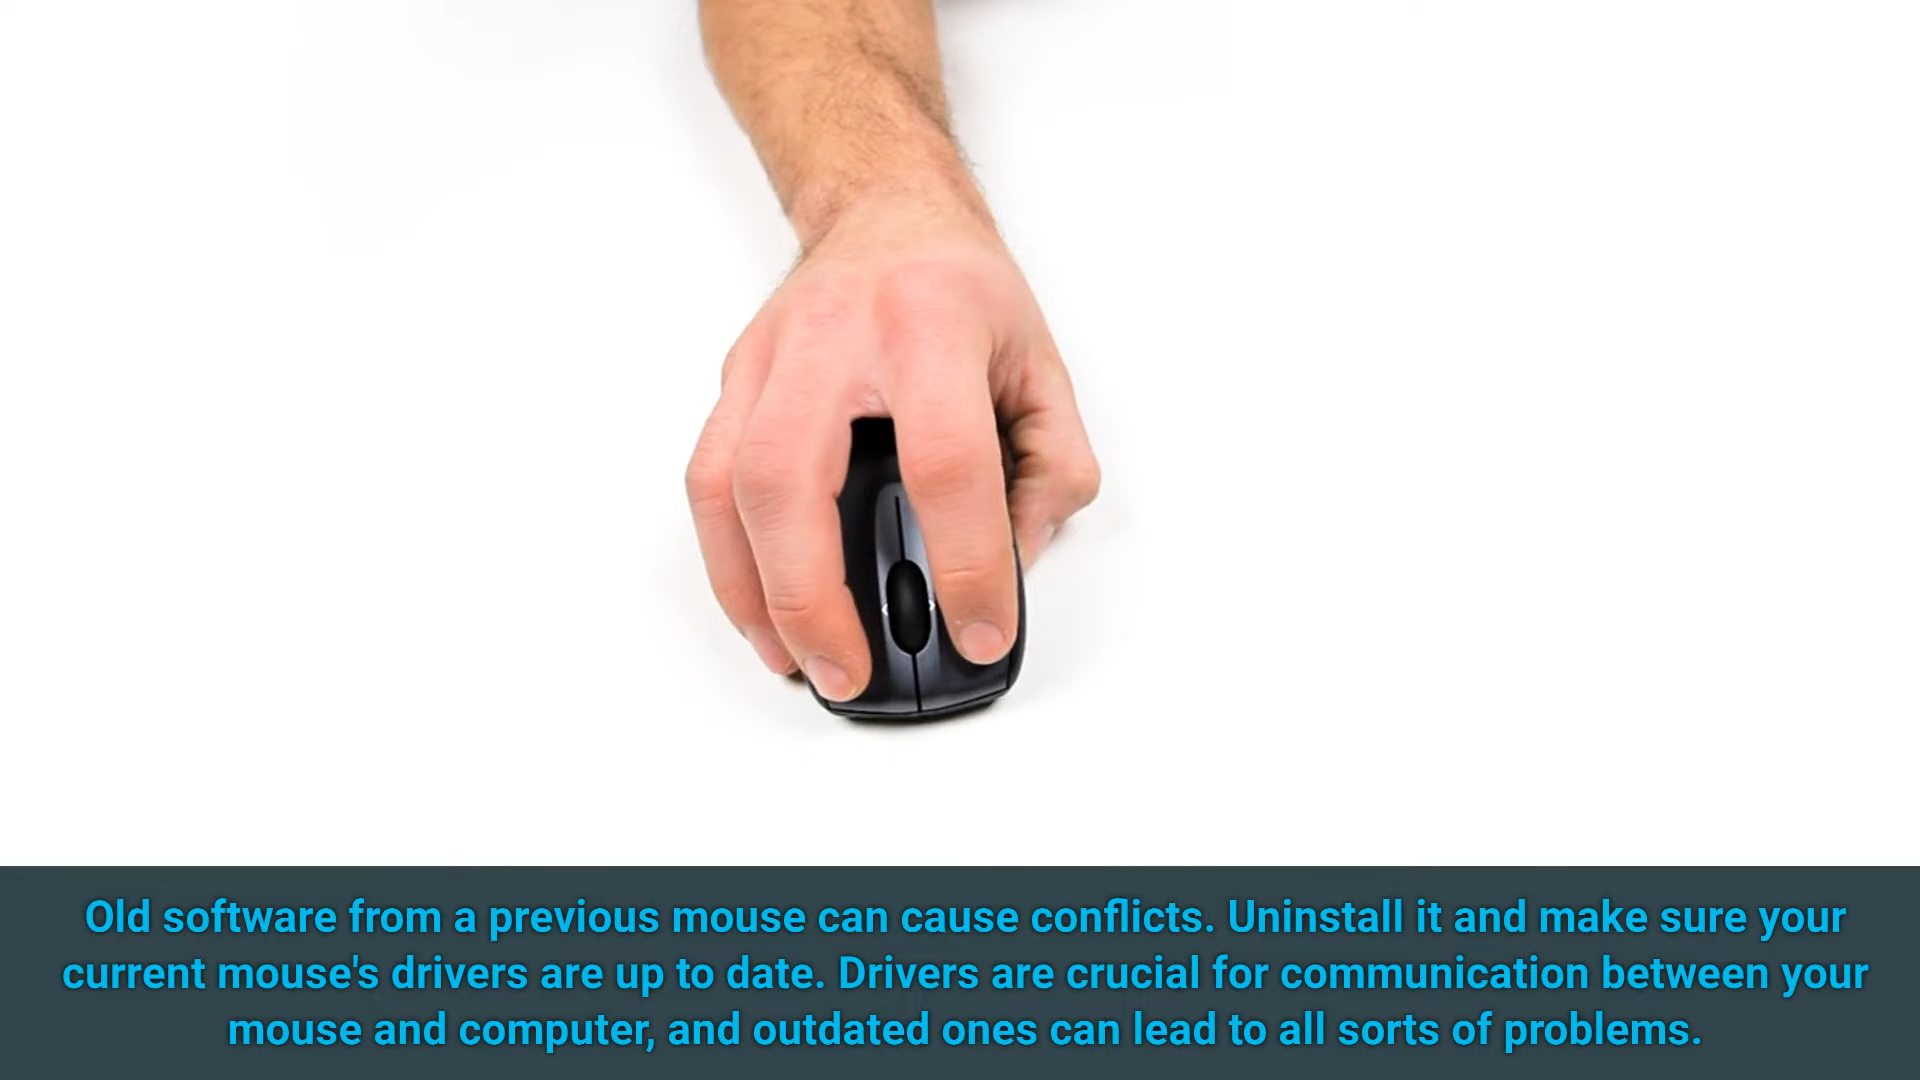 Old software from a previous mouse can cause conflicts. Uninstall it and make sure your
current mouse's drivers are up to date. Drivers are crucial for communication between your
mouse and computer, and outdated ones can lead to all sorts of problems.